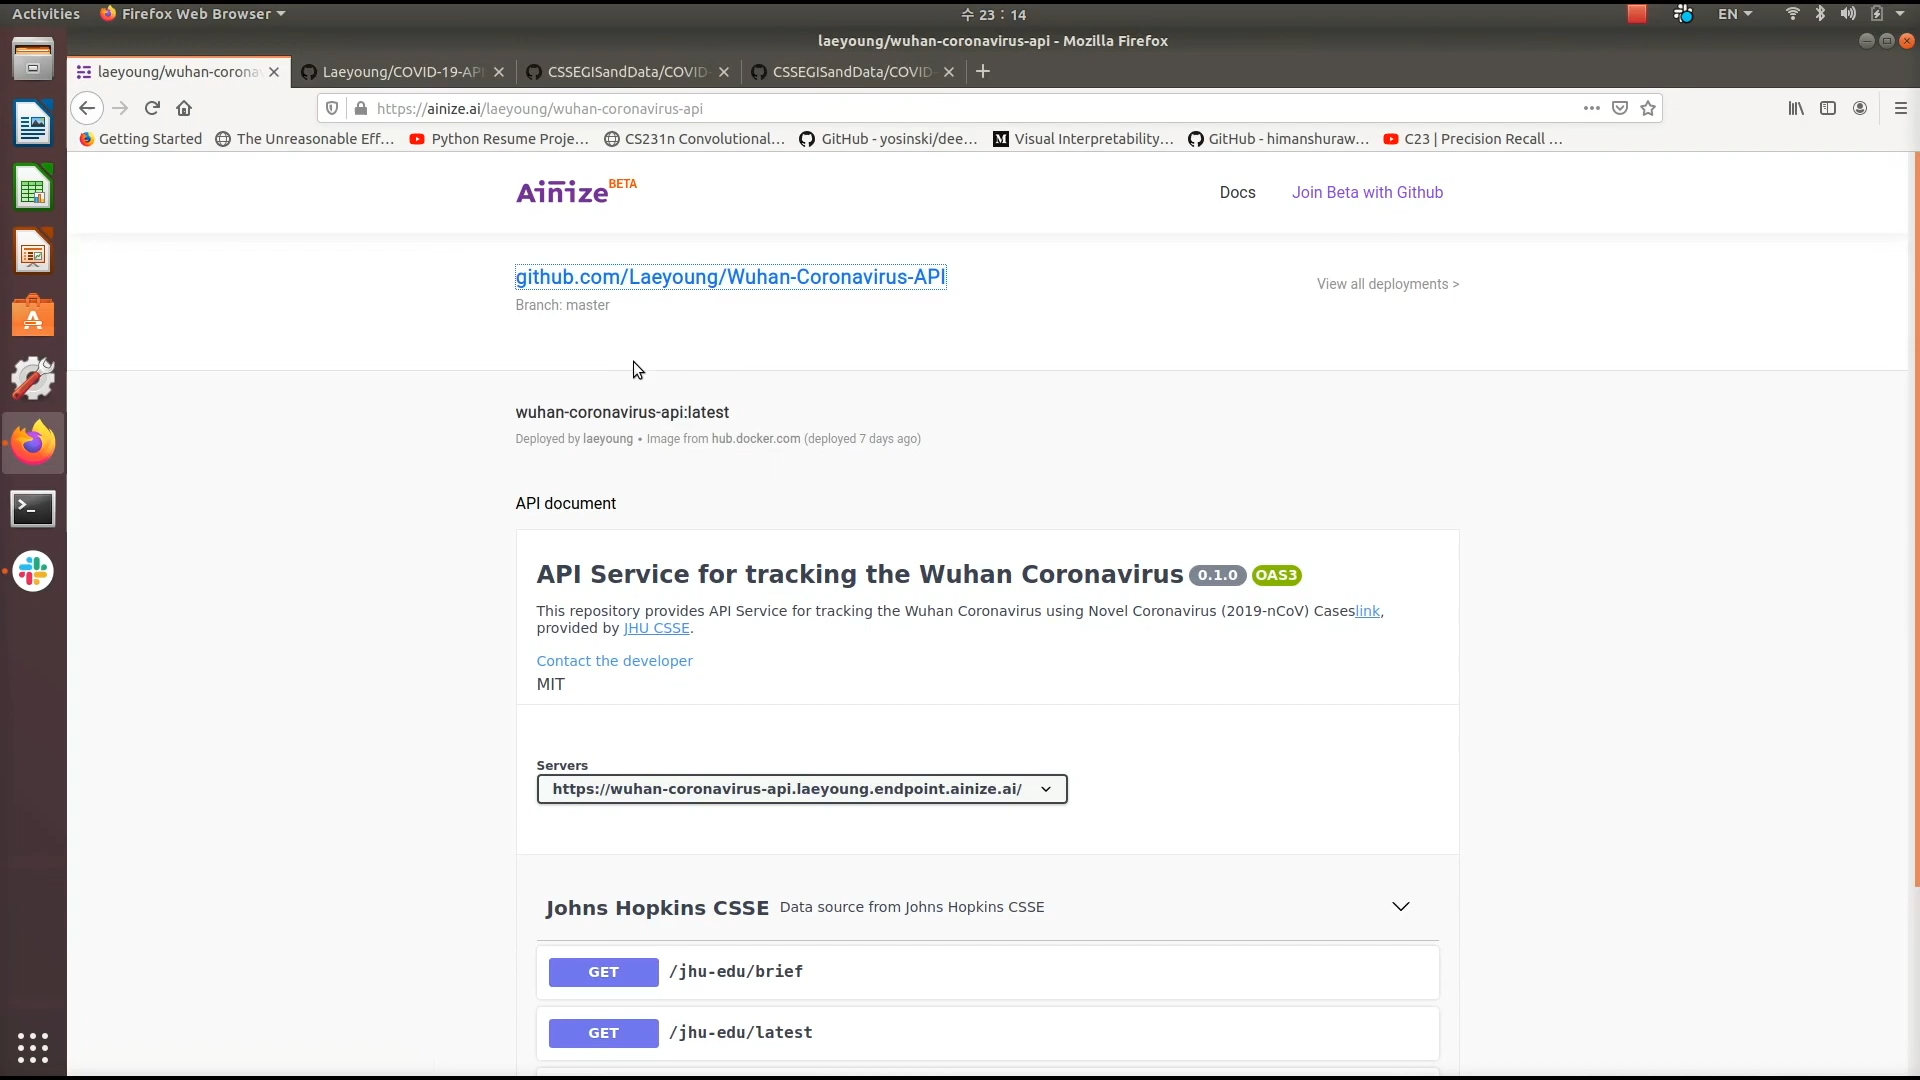 Activities
Firefox Web Browser
수 23 : 14
EN
laeyoung/wuhan-coronavirus-api - Mozilla Firefox
laeyoung/wuhan-corona
Laeyoung/COVID-19-API
CSSEGISandData/COVID-
CSSEGISandData/COVID-
https://ainize.ai/laeyoung/wuhan-coronavirus-api
Getting Started
The Unreasonable Eff…
Python Resume Proje…
CS231n Convolutional…
GitHub - yosinski/dee…
M
Visual Interpretability…
GitHub - himanshuraw…
C23 | Precision Recall …
Ainize BETA
Docs
Join Beta with Github
github.com/Laeyoung/Wuhan-Coronavirus-API
View all deployments >
Branch: master
wuhan-coronavirus-api:latest
Deployed by laeyoung • Image from hub.docker.com (deployed 7 days ago)
API document
API Service for tracking the Wuhan Coronavirus 0.1.0 OAS3
This repository provides API Service for tracking the Wuhan Coronavirus using Novel Coronavirus (2019-nCoV) Caseslink,
provided by JHU CSSE.
Contact the developer
MIT
Servers
https://wuhan-coronavirus-api.laeyoung.endpoint.ainize.ai/
Johns Hopkins CSSE Data source from Johns Hopkins CSSE
GET /jhu-edu/brief
GET /jhu-edu/latest